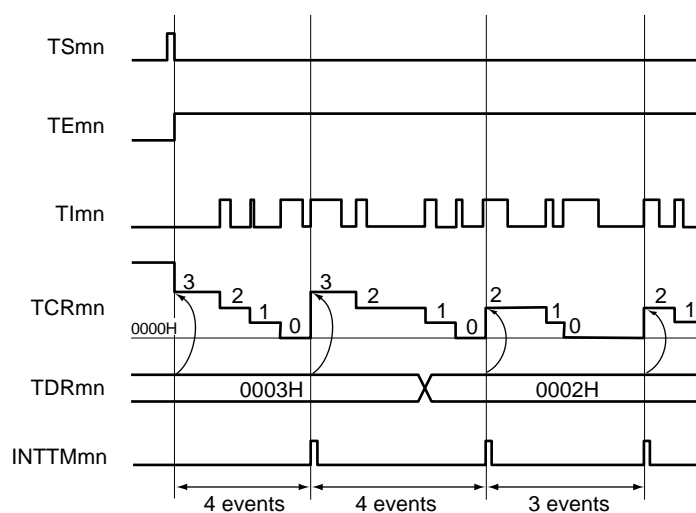 TSmn
TEmn
TImn
TCRmn
3 2 1 0 3 2 1 0 2 1 0 2 1
0000H
TDRmn
0003H 0002H
INTTMmn
4 events 4 events 3 events